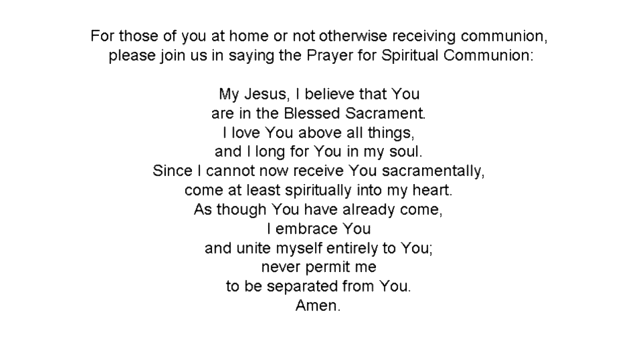 For those of you at home or not otherwise receiving communion,
please join us in saying the Prayer for Spiritual Communion:
My Jesus, I believe that You
are in the Blessed Sacrament.
I love You above all things,
and I long for You in my soul.
Since I cannot now receive You sacramentally,
come at least spiritually into my heart.
As though You have already come,
I embrace You
and unite myself entirely to You;
never permit me
to be separated from You.
Amen.